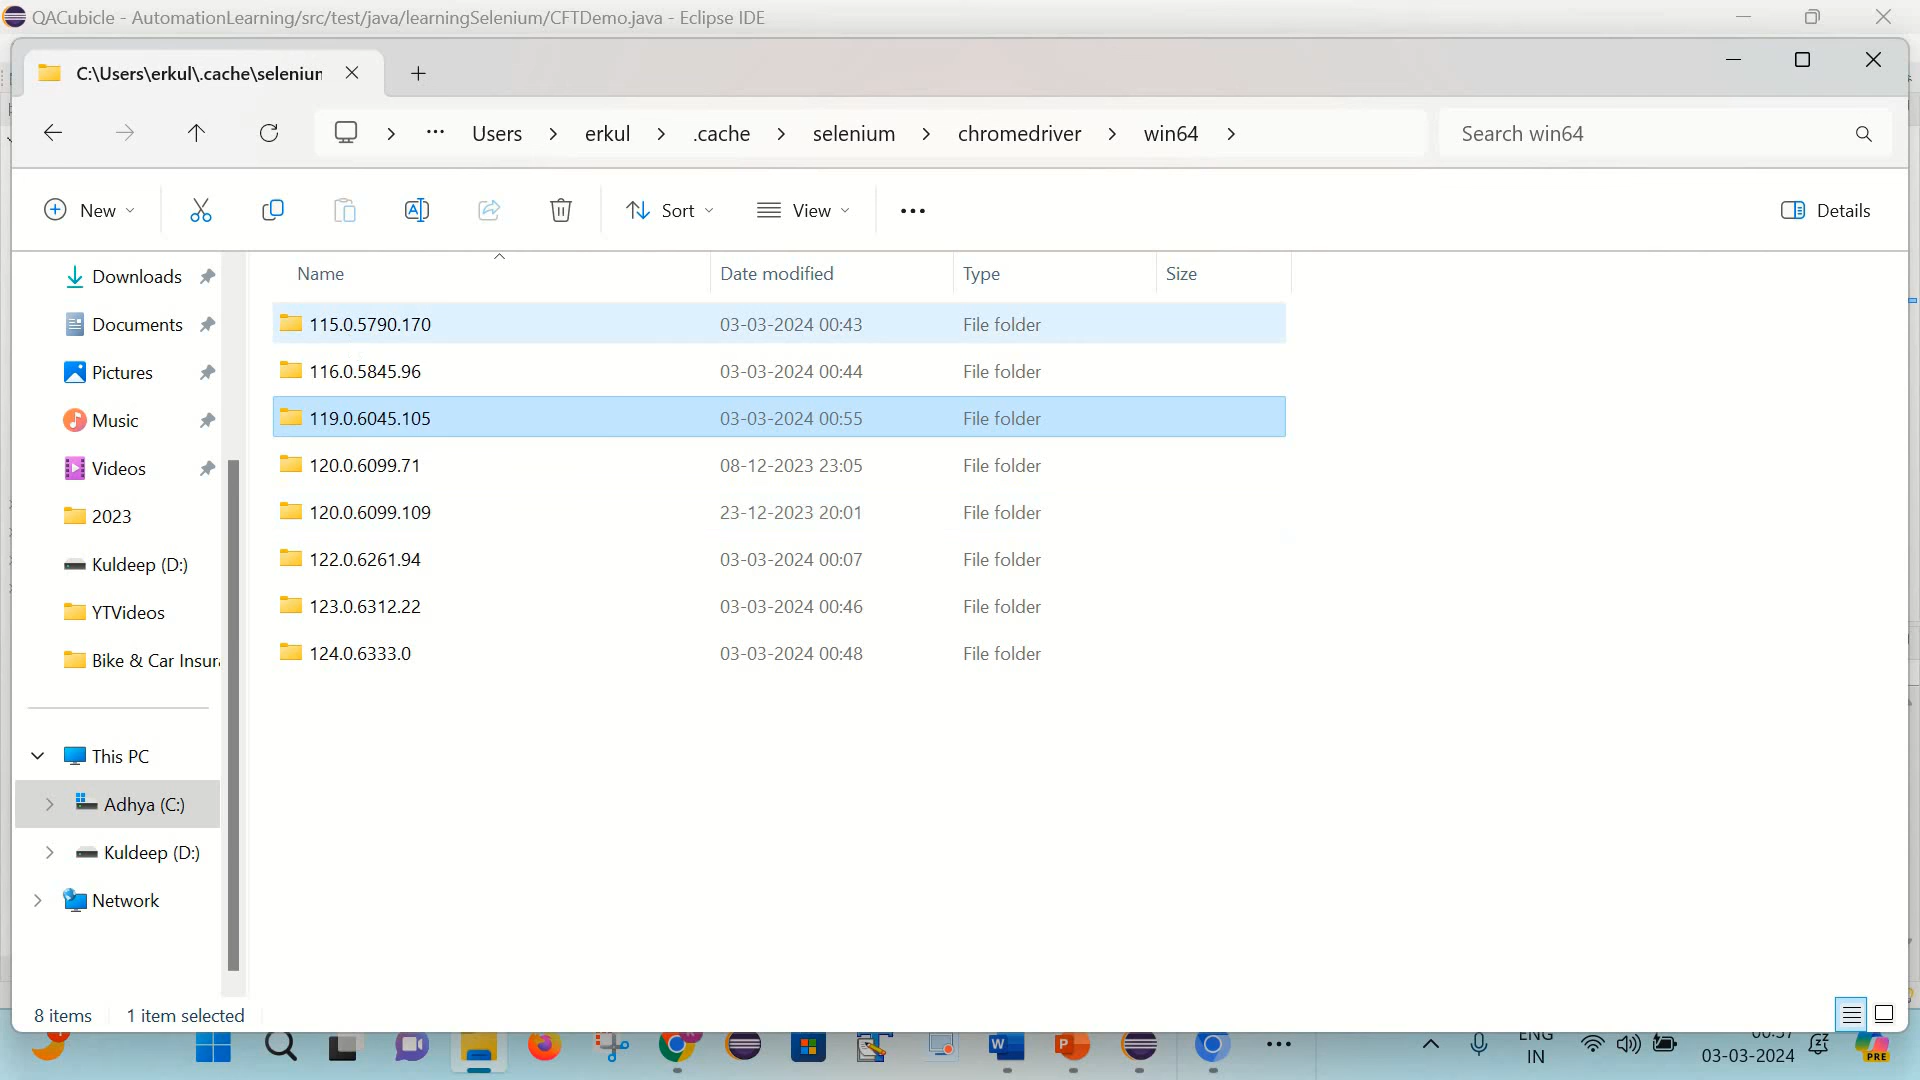 QACubicle - AutomationLearning/src/test/java/learningSelenium/CFTDemo.java - Eclipse IDE
C:\Users\erkul\.cache\seleniun
Users > erkul > .cache > selenium > chromedriver > win64 >
Search win64
New
Sort
View
Details
Name Date modified Type Size
Downloads
Documents
Pictures
Music
Videos
2023
Kuldeep (D:)
YTVideos
Bike & Car Insura
This PC
Adhya (C:)
Kuldeep (D:)
Network
115.0.5790.170 03-03-2024 00:43 File folder
116.0.5845.96 03-03-2024 00:44 File folder
119.0.6045.105 03-03-2024 00:55 File folder
120.0.6099.71 08-12-2023 23:05 File folder
120.0.6099.109 23-12-2023 20:01 File folder
122.0.6261.94 03-03-2024 00:07 File folder
123.0.6312.22 03-03-2024 00:46 File folder
124.0.6333.0 03-03-2024 00:48 File folder
8 items 1 item selected
ENG
IN
03-03-2024
PRE